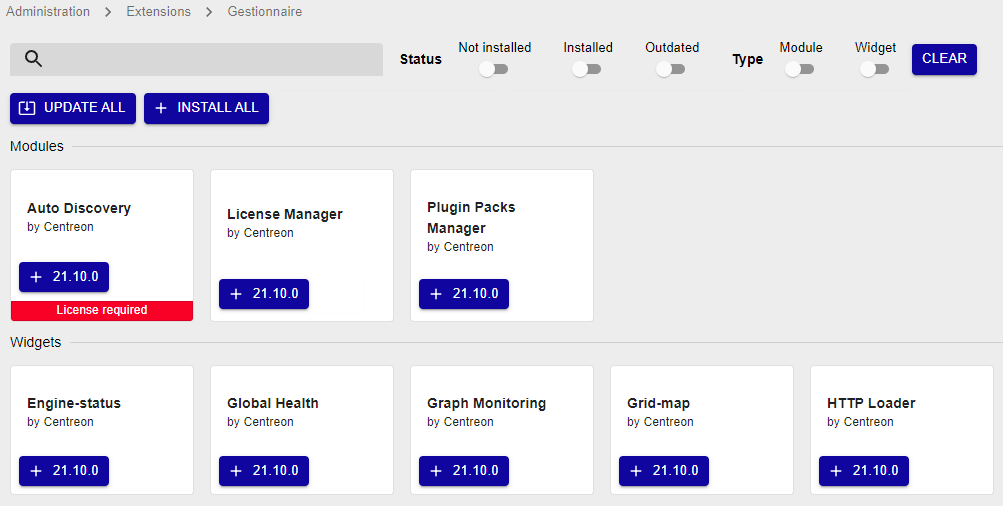 Administration > Extensions > Gestionnaire
Status Not installed Installed Outdated Type Module Widget CLEAR
UPDATE ALL + INSTALL ALL
Modules
Auto Discovery
by Centreon
+ 21.10.0
License required
License Manager
by Centreon
+ 21.10.0
Plugin Packs
Manager
by Centreon
+ 21.10.0
Widgets
Engine-status
by Centreon
+ 21.10.0
Global Health
by Centreon
+ 21.10.0
Graph Monitoring
by Centreon
+ 21.10.0
Grid-map
by Centreon
+ 21.10.0
HTTP Loader
by Centreon
+ 21.10.0